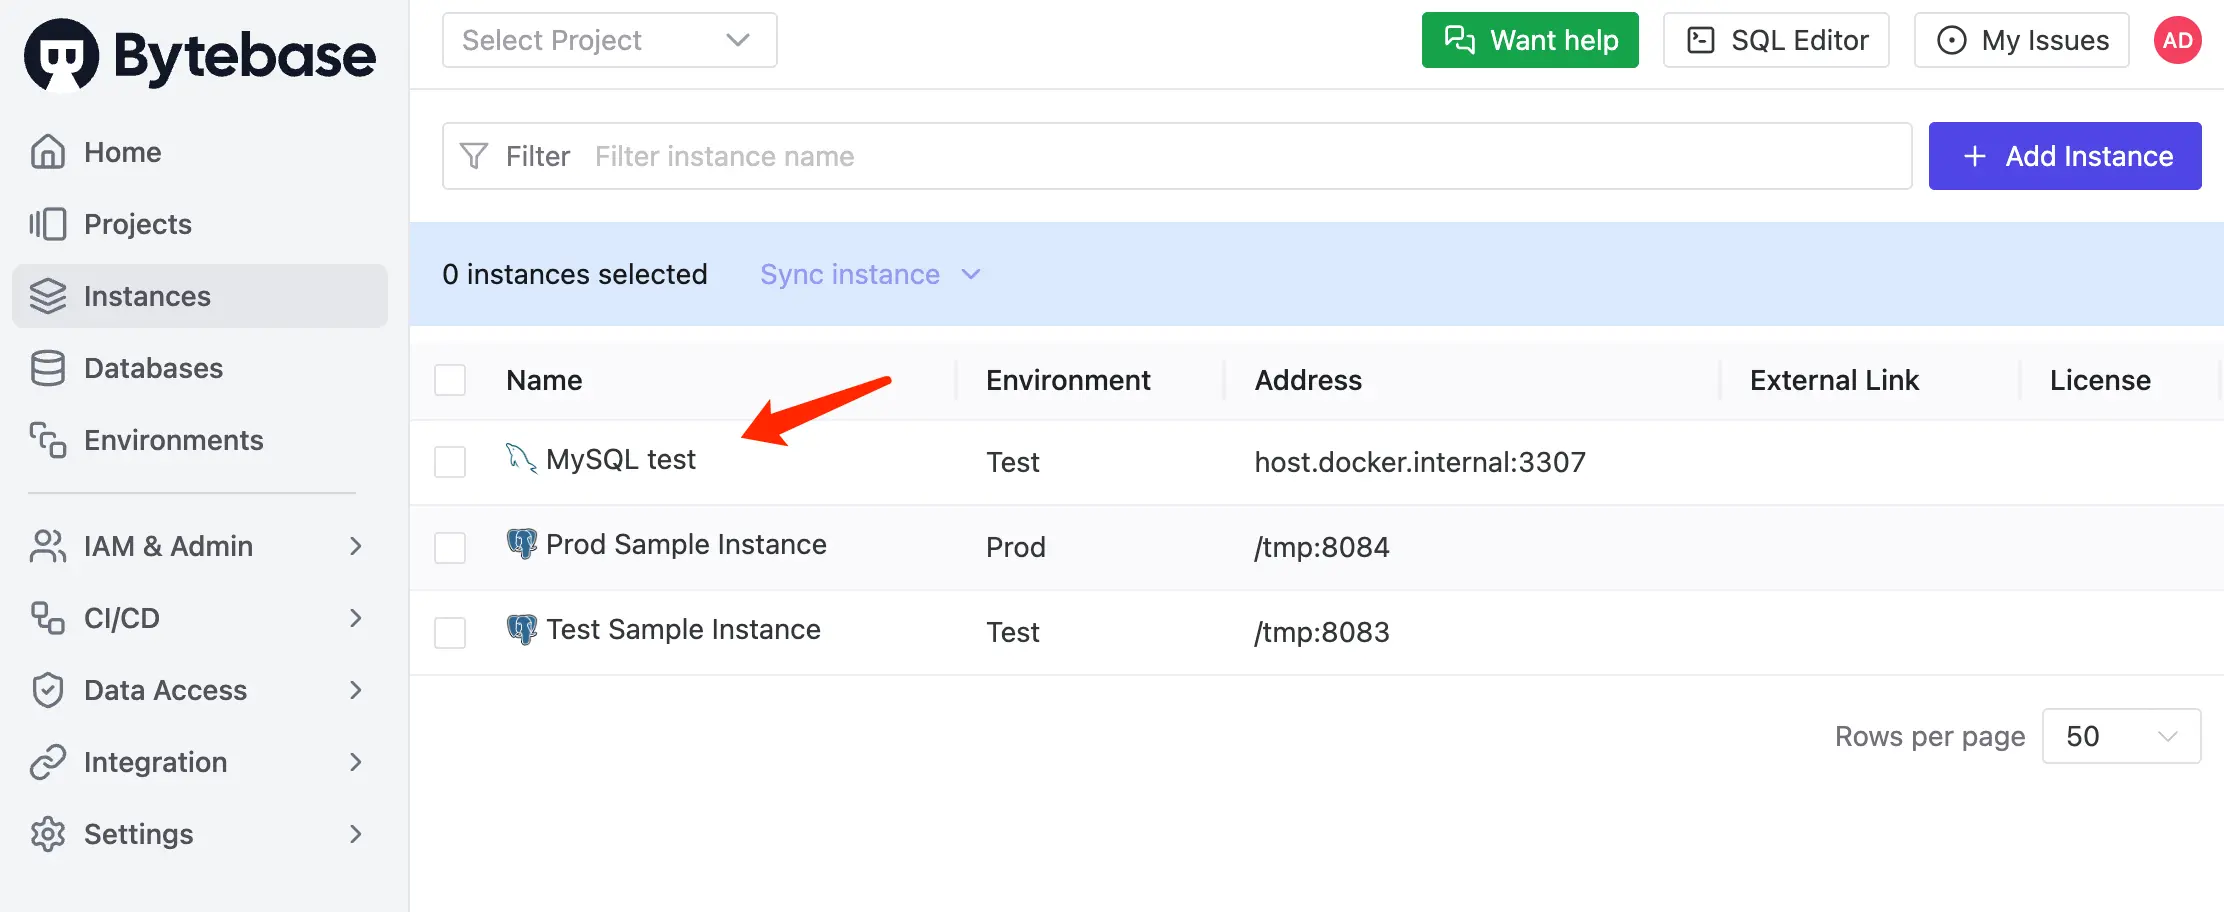 Bytebase
Select Project
Want help
SQL Editor
My Issues
AD
Home
Projects
Instances
Databases
Environments
IAM & Admin
CI/CD
Data Access
Integration
Settings
Filter Filter instance name
+ Add Instance
0 instances selected Sync instance
Name Environment Address External Link License
MySQL test Test host.docker.internal:3307
Prod Sample Instance Prod /tmp:8084
Test Sample Instance Test /tmp:8083
Rows per page 50